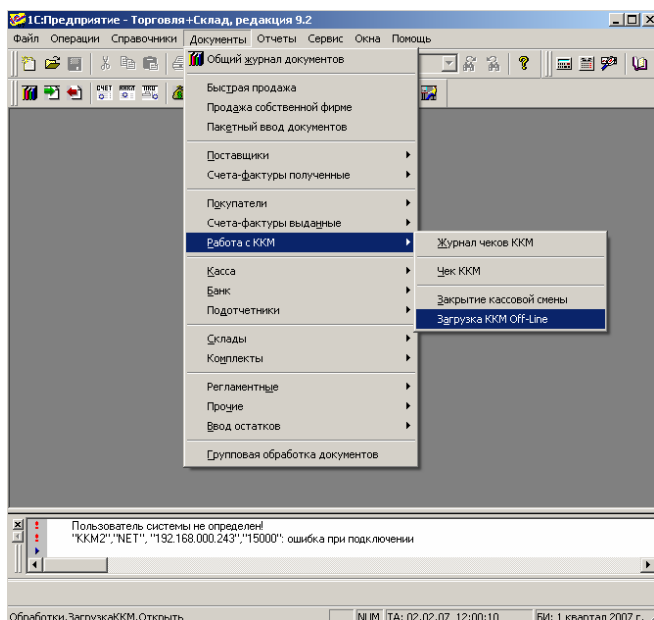 1С:Предприятие - Торговля+Склад, редакция 9.2
Файл Операции Справочники Документы Отчеты Сервис Окна Помощь
Общий журнал документов
Быстрая продажа
Продажа собственной фирме
Пакетный ввод документов
Поставщики
Счета-фактуры полученные
Покупатели
Счета-фактуры выданные
Работа с ККМ
Журнал чеков ККМ
Чек ККМ
Закрытие кассовой смены
Загрузка ККМ Off-Line
Касса
Банк
Подотчетники
Склады
Комплекты
Регламентные
Прочие
Ввод остатков
Групповая обработка документов
Пользователь системы не определен!
"ККМ2","NET", "192.168.000.243","15000": ошибка при подключении
Обработки.ЗагрузкаККМ.Открыть NUM ТА: 02.02.07 12:00:10 БИ: 1 квартал 2007 г.